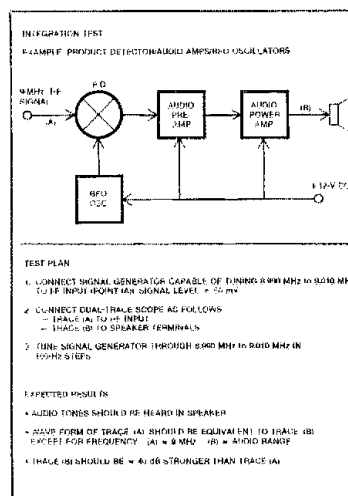 INTEGRATION TEST
EXAMPLE PRODUCT DETECTOR/AUDIO AMPS/BFO OSCILLATORS
9-MHz I-F
SIGNAL
(A)
P.D.
AUDIO
PRE-
AMP
AUDIO
POWER
AMP
(B)
BFO
OSC
+12-V DC
TEST PLAN
1. CONNECT SIGNAL GENERATOR CAPABLE OF TUNING 8.990 MHz to 9.010 MH
TO I-F INPUT (POINT (A)) SIGNAL LEVEL = 50 mV
2. CONNECT DUAL-TRACE SCOPE AS FOLLOWS
– TRACE (A) TO I-F INPUT
– TRACE (B) TO SPEAKER TERMINALS
3. TUNE SIGNAL GENERATOR THROUGH 8.990 MHz to 9.010 MHz IN
100-Hz STEPS
EXPECTED RESULTS
• AUDIO TONES SHOULD BE HEARD IN SPEAKER
• WAVE FORM OF TRACE (A) SHOULD BE EQUIVALENT TO TRACE (B)
EXCEPT FOR FREQUENCY (A) = 9 MHz (B) = AUDIO RANGE
• TRACE (B) SHOULD BE ≈ 40 dB STRONGER THAN TRACE (A)